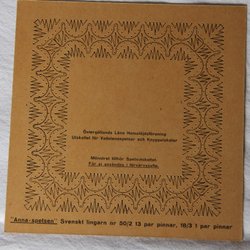 Östergötlands Läns Hemslöjdsförening
Utskottet för Vadstenaspetsar och Knypplinslotar
Mönstret tillhör Spetsutskottet.
Får ej användas i förvärvssyfte.
"Anna-spetsen" Svenskt lingarn nr 50/2 13 par pinnar, 16/3 1 par pinnar